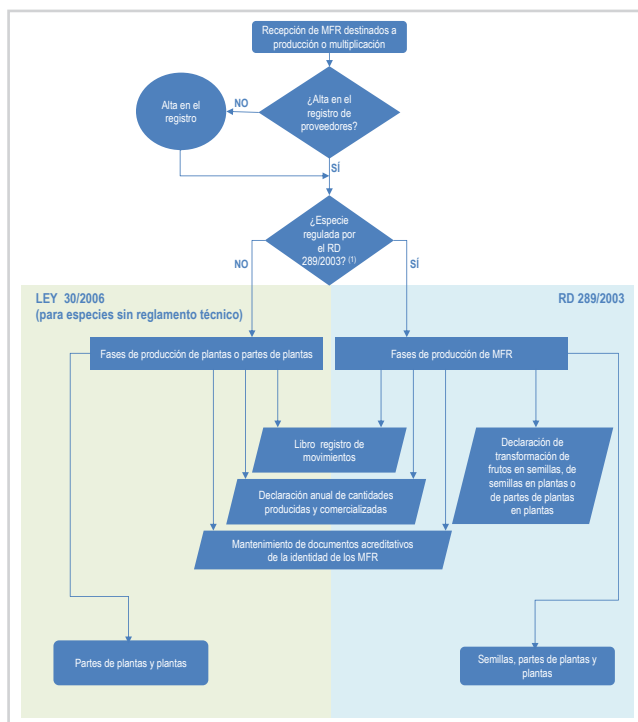 Recepción de MFR destinados a
producción o multiplicación
¿Alta en el
registro de
proveedores?
NO
Alta en el
registro
SÍ
¿Especie
regulada por
el RD
289/2003? (1)
NO
SÍ
LEY 30/2006
(para especies sin reglamento técnico)
RD 289/2003
Fases de producción de plantas o partes de plantas
Fases de producción de MFR
Libro registro de
movimientos
Declaración de
transformación de
frutos en semillas, de
semillas en plantas o
de partes de plantas
en plantas
Declaración anual de cantidades
producidas y comercializadas
Mantenimiento de documentos acreditativos
de la identidad de los MFR
Partes de plantas y plantas
Semillas, partes de plantas y
plantas